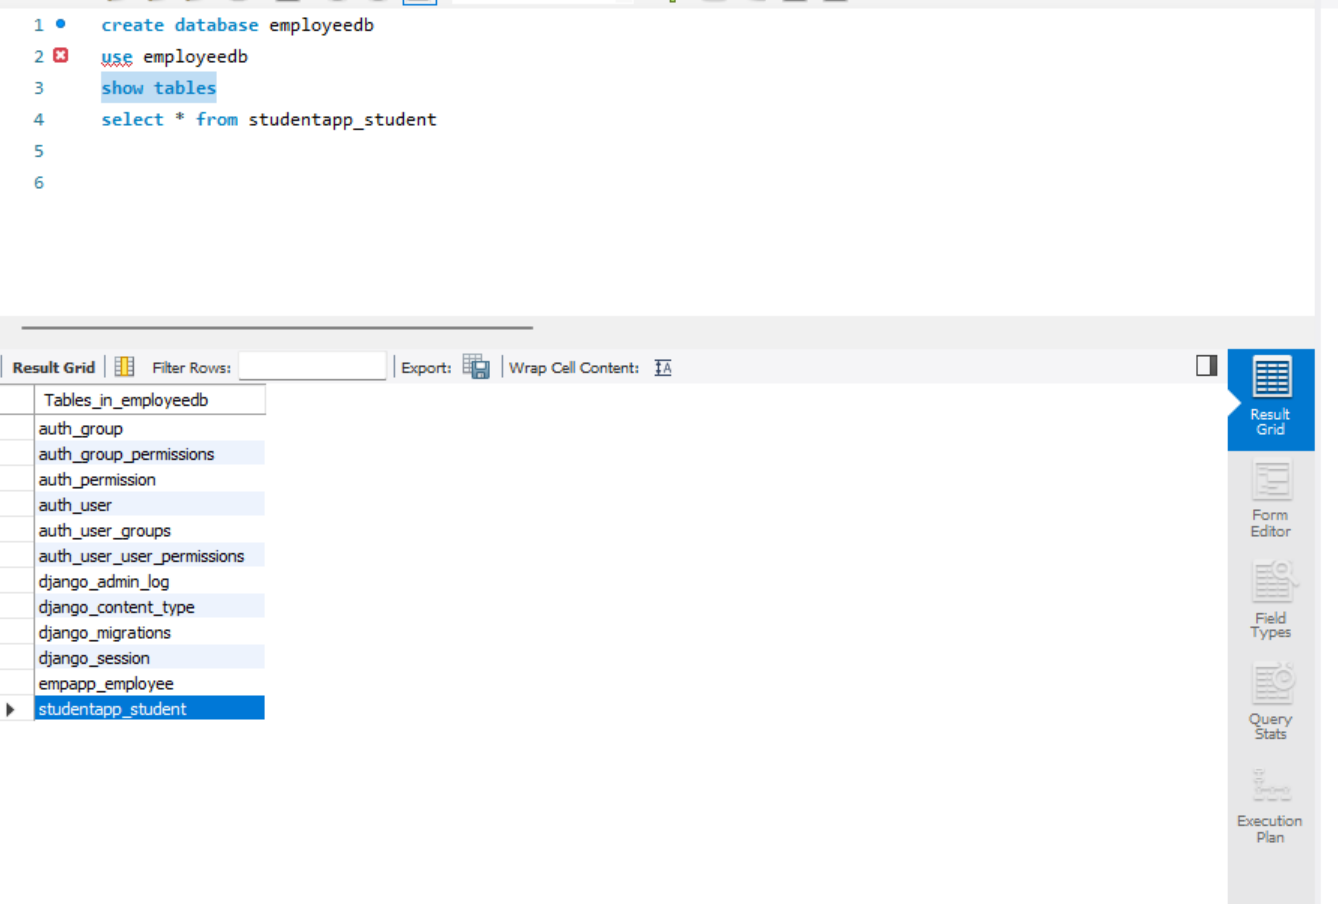 1 create database employeedb
2 use employeedb
3 show tables
4 select * from studentapp_student
5
6
Result Grid Filter Rows: Export: Wrap Cell Content:
Tables_in_employeedb
auth_group
auth_group_permissions
auth_permission
auth_user
auth_user_groups
auth_user_user_permissions
django_admin_log
django_content_type
django_migrations
django_session
empapp_employee
studentapp_student
Result
Grid
Form
Editor
Field
Types
Query
Stats
Execution
Plan